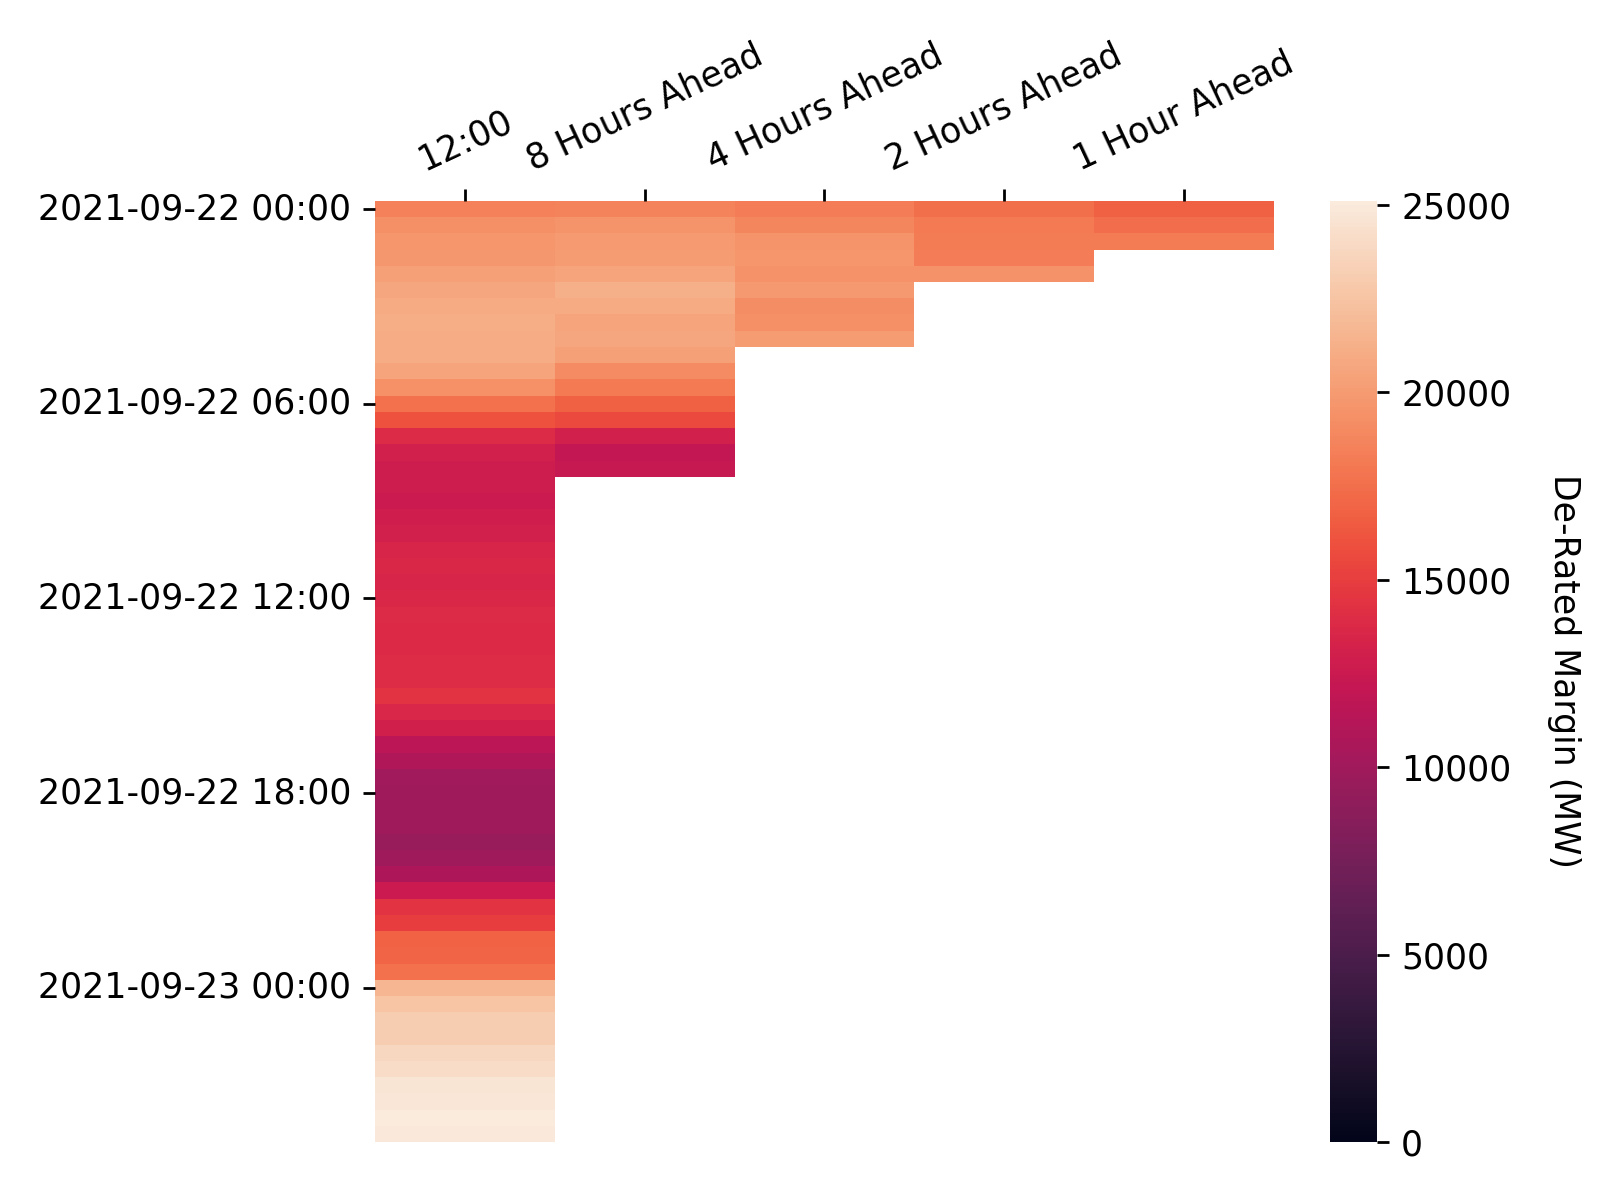 12:00
8 Hours Ahead
4 Hours Ahead
2 Hours Ahead
1 Hour Ahead
2021-09-22 00:00
2021-09-22 06:00
2021-09-22 12:00
2021-09-22 18:00
2021-09-23 00:00
25000
20000
15000
10000
5000
0
De-Rated Margin (MW)